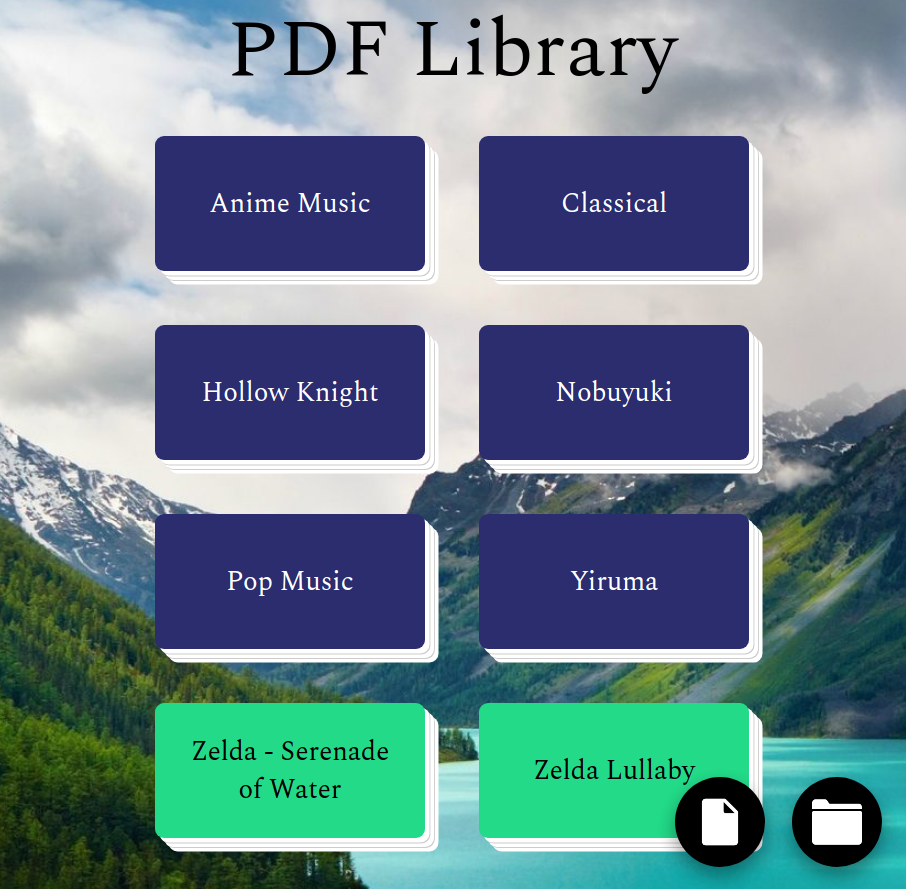 PDF Library
Anime Music
Classical
Hollow Knight
Nobuyuki
Pop Music
Yiruma
Zelda - Serenade
of Water
Zelda Lullaby